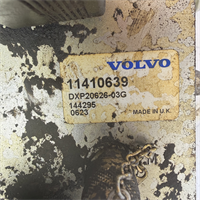 VOLVO
11410639
DXP20626-03G
144295
0623
MADE IN U.K.